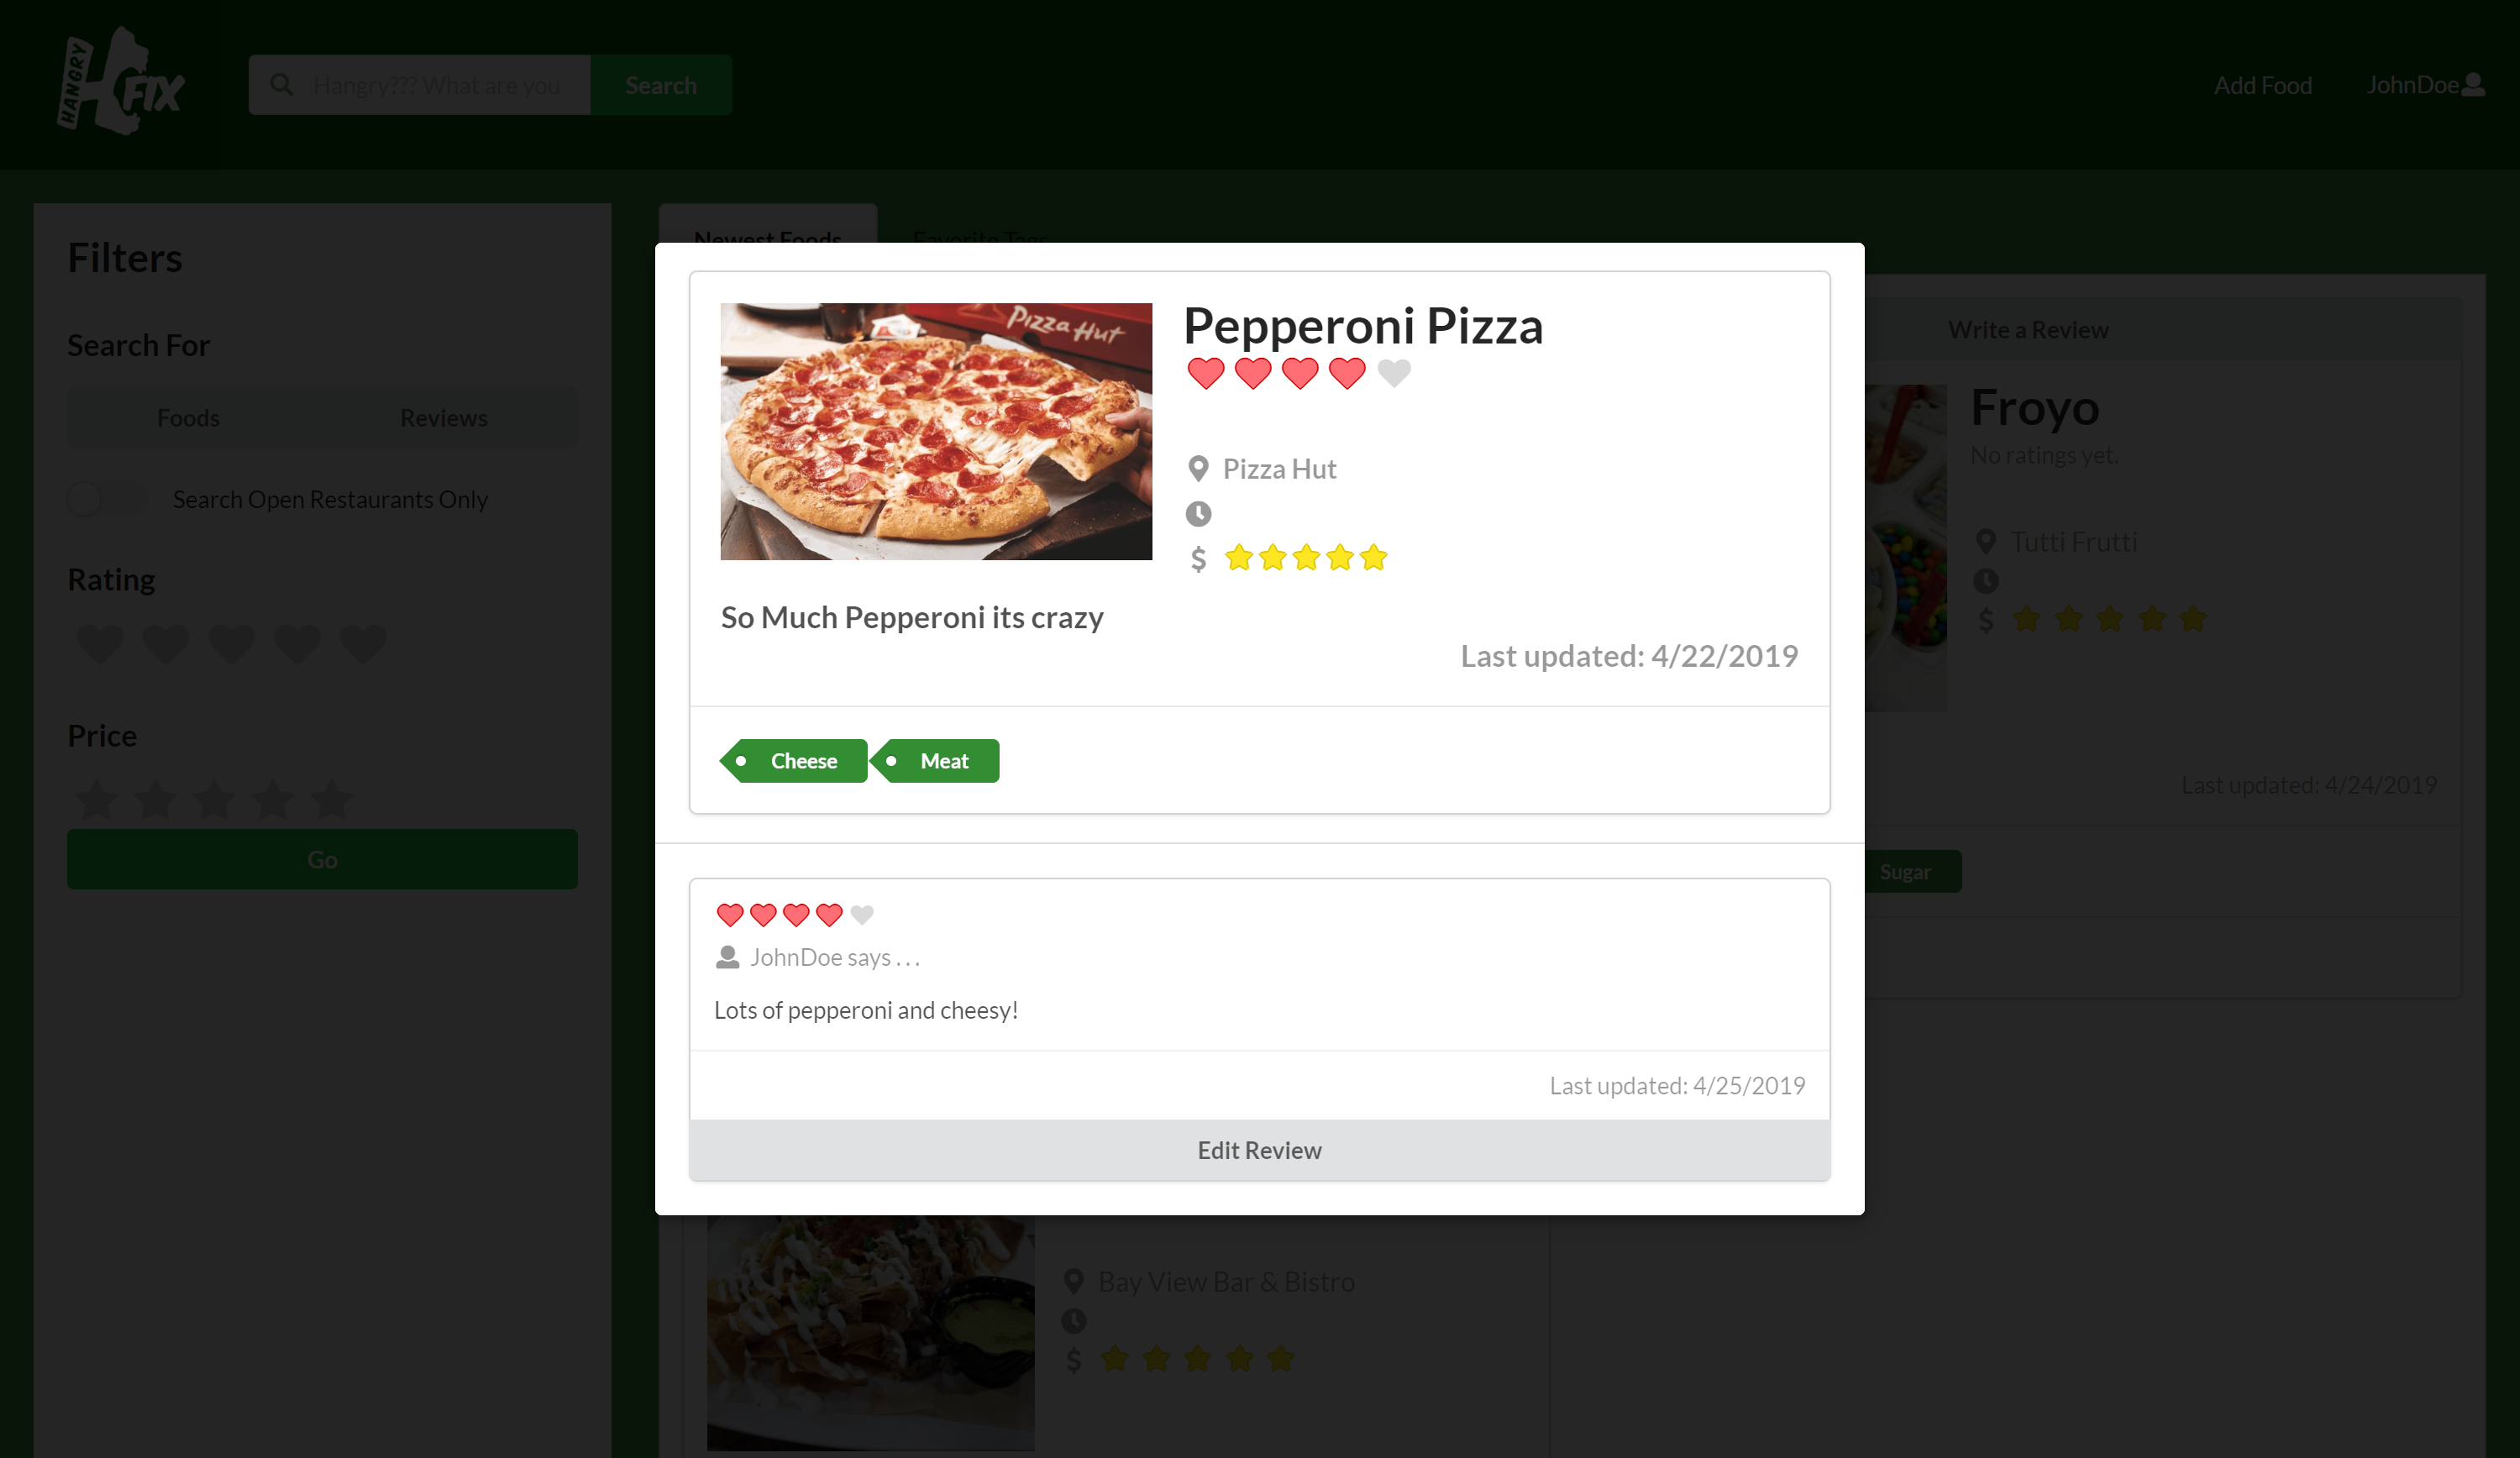 HANGRY FIX
Hangry??? What are you
Search
Add Food
JohnDoe
Filters
Search For
Foods
Reviews
Search Open Restaurants Only
Rating
Price
Go
Newest Foods
Favorite Tags
Pizza Hut
Pepperoni Pizza
Pizza Hut
$
So Much Pepperoni its crazy
Last updated: 4/22/2019
Cheese
Meat
JohnDoe says . . .
Lots of pepperoni and cheesy!
Last updated: 4/25/2019
Edit Review
Write a Review
Froyo
No ratings yet.
Tutti Frutti
$
Last updated: 4/24/2019
Sugar
Bay View Bar & Bistro
$